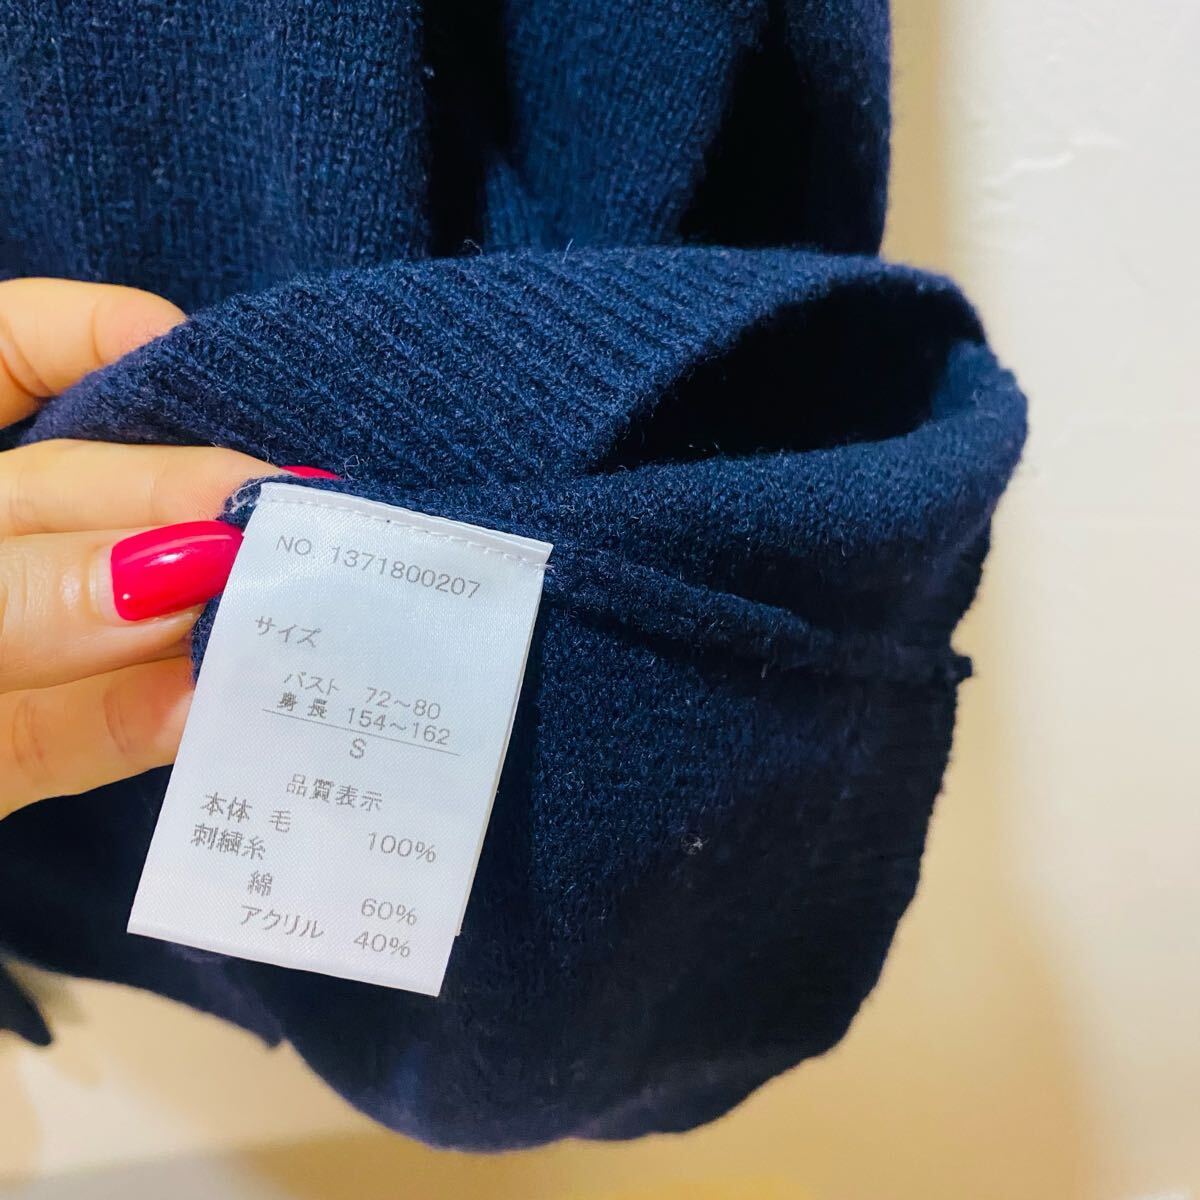 NO 1371800207
サイズ
バスト 72～80
身長 154～162
S
品質表示
本体 毛 100%
刺繍糸
綿 60%
アクリル 40%